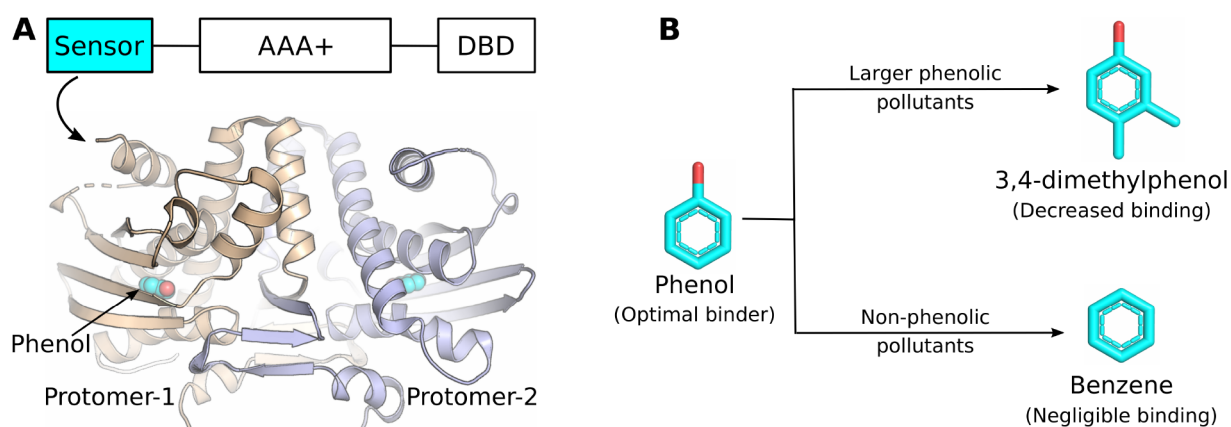 A
Sensor
AAA+
DBD
Phenol
Protomer-1
Protomer-2
B
Phenol
(Optimal binder)
Larger phenolic
pollutants
3,4-dimethylphenol
(Decreased binding)
Non-phenolic
pollutants
Benzene
(Negligible binding)